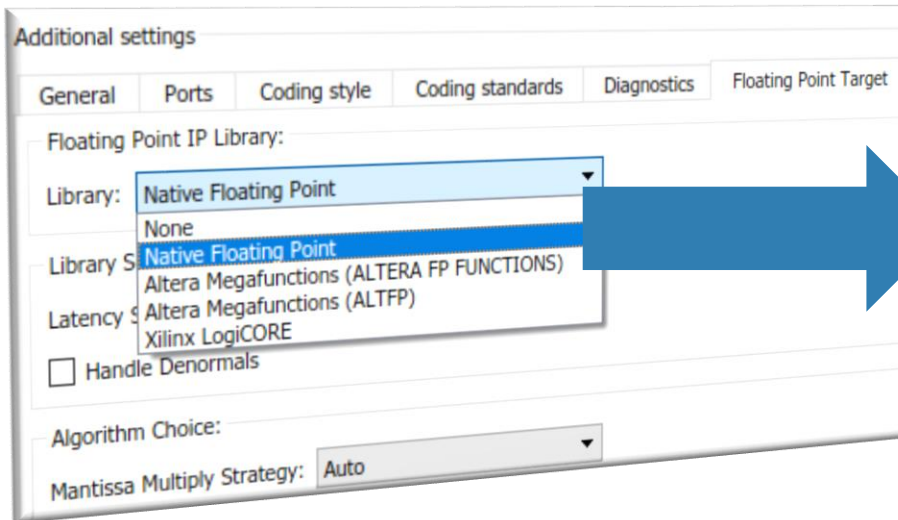 Additional settings
General Ports Coding style Coding standards Diagnostics Floating Point Target
Floating Point IP Library:
Library: Native Floating Point
None
Native Floating Point
Altera Megafunctions (ALTERA FP FUNCTIONS)
Altera Megafunctions (ALTFP)
Xilinx LogiCORE
Library S
Latency S
Handle Denormals
Algorithm Choice:
Mantissa Multiply Strategy: Auto